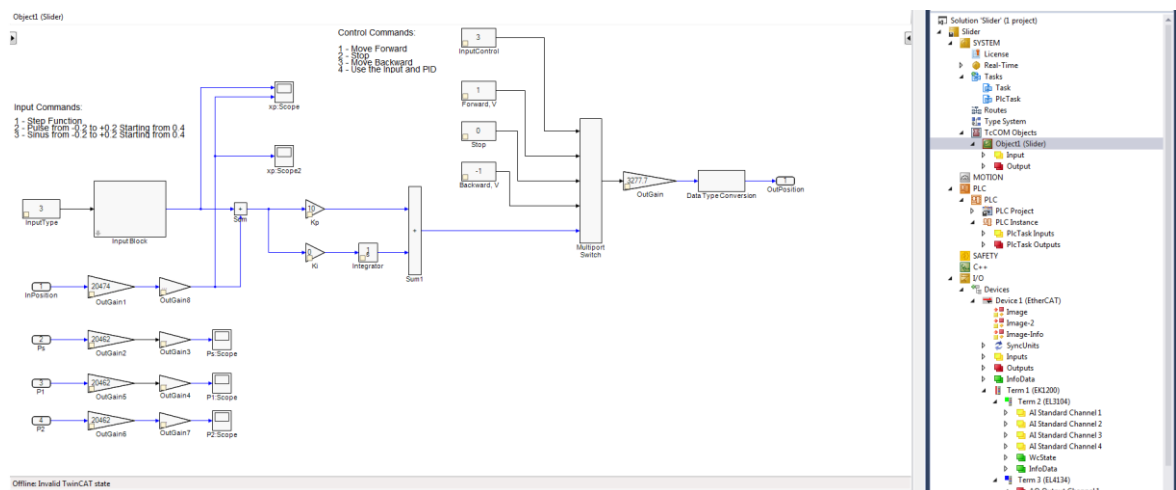 Object1 (Slider)
Control Commands:
1 - Move Forward
2 - Stop
3 - Move Backward
4 - Use the Input and PID
3
InputControl
xp:Scope
1
Forward, V
Input Commands:
1 - Step Function
2 - Pulse from -0.2 to +0.2 Starting from 0.4
3 - Sinus from -0.2 to +0.2 Starting from 0.4
0
Stop
xp:Scope2
-1
Backward, V
3277.7
OutGain
Data Type Conversion
1
OutPosition
3
InputType
Input Block
+
Sum
10
Kp
+
0
Ki
1
s
Integrator
Sum1
Multiport
Switch
1
InPosition
20474
OutGain1
OutGain8
2
Ps
20462
OutGain2
OutGain3
Ps:Scope
3
P1
20462
OutGain5
OutGain4
P1:Scope
4
P2
20462
OutGain6
OutGain7
P2:Scope
Offline: Invalid TwinCAT state
Solution 'Slider' (1 project)
Slider
SYSTEM
License
Real-Time
Tasks
Task
PlcTask
Routes
Type System
TcCOM Objects
Object1 (Slider)
Input
Output
MOTION
PLC
PLC
PLC Project
PLC Instance
PlcTask Inputs
PlcTask Outputs
SAFETY
C++
I/O
Devices
Device 1 (EtherCAT)
Image
Image-2
Image-Info
SyncUnits
Inputs
Outputs
InfoData
Term 1 (EK1200)
Term 2 (EL3104)
AI Standard Channel 1
AI Standard Channel 2
AI Standard Channel 3
AI Standard Channel 4
WcState
InfoData
Term 3 (EL4134)